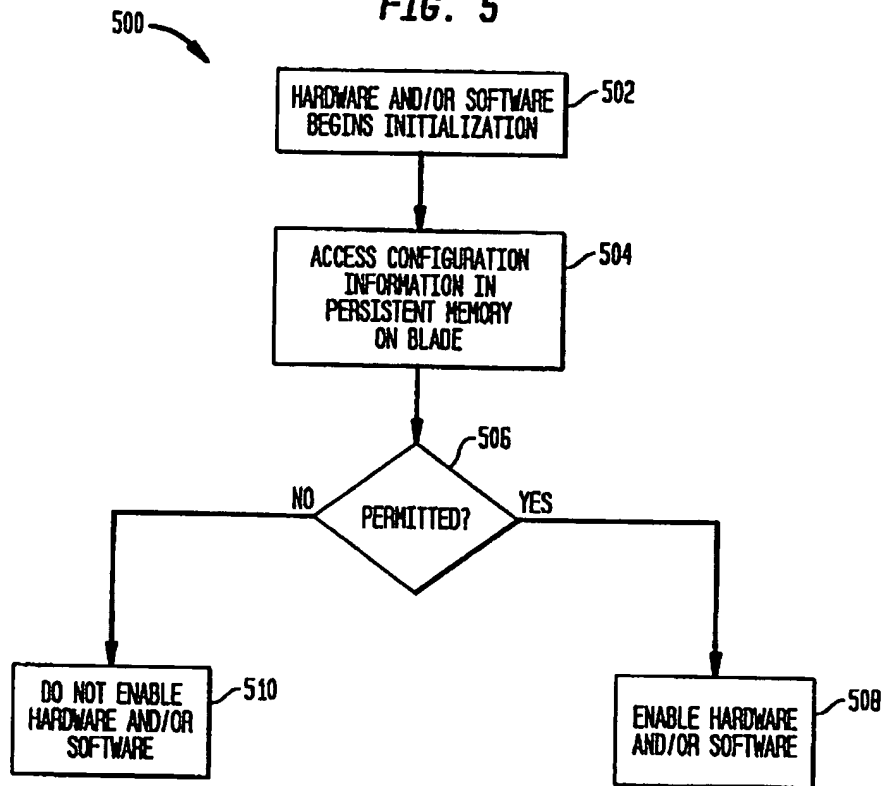 FIG. 5
500
HARDWARE AND/OR SOFTWARE
BEGINS INITIALIZATION
502
ACCESS CONFIGURATION
INFORMATION IN
PERSISTENT MEMORY
ON BLADE
504
506
NO
PERMITTED?
YES
DO NOT ENABLE
HARDWARE AND/OR
SOFTWARE
510
ENABLE HARDWARE
AND/OR SOFTWARE
508